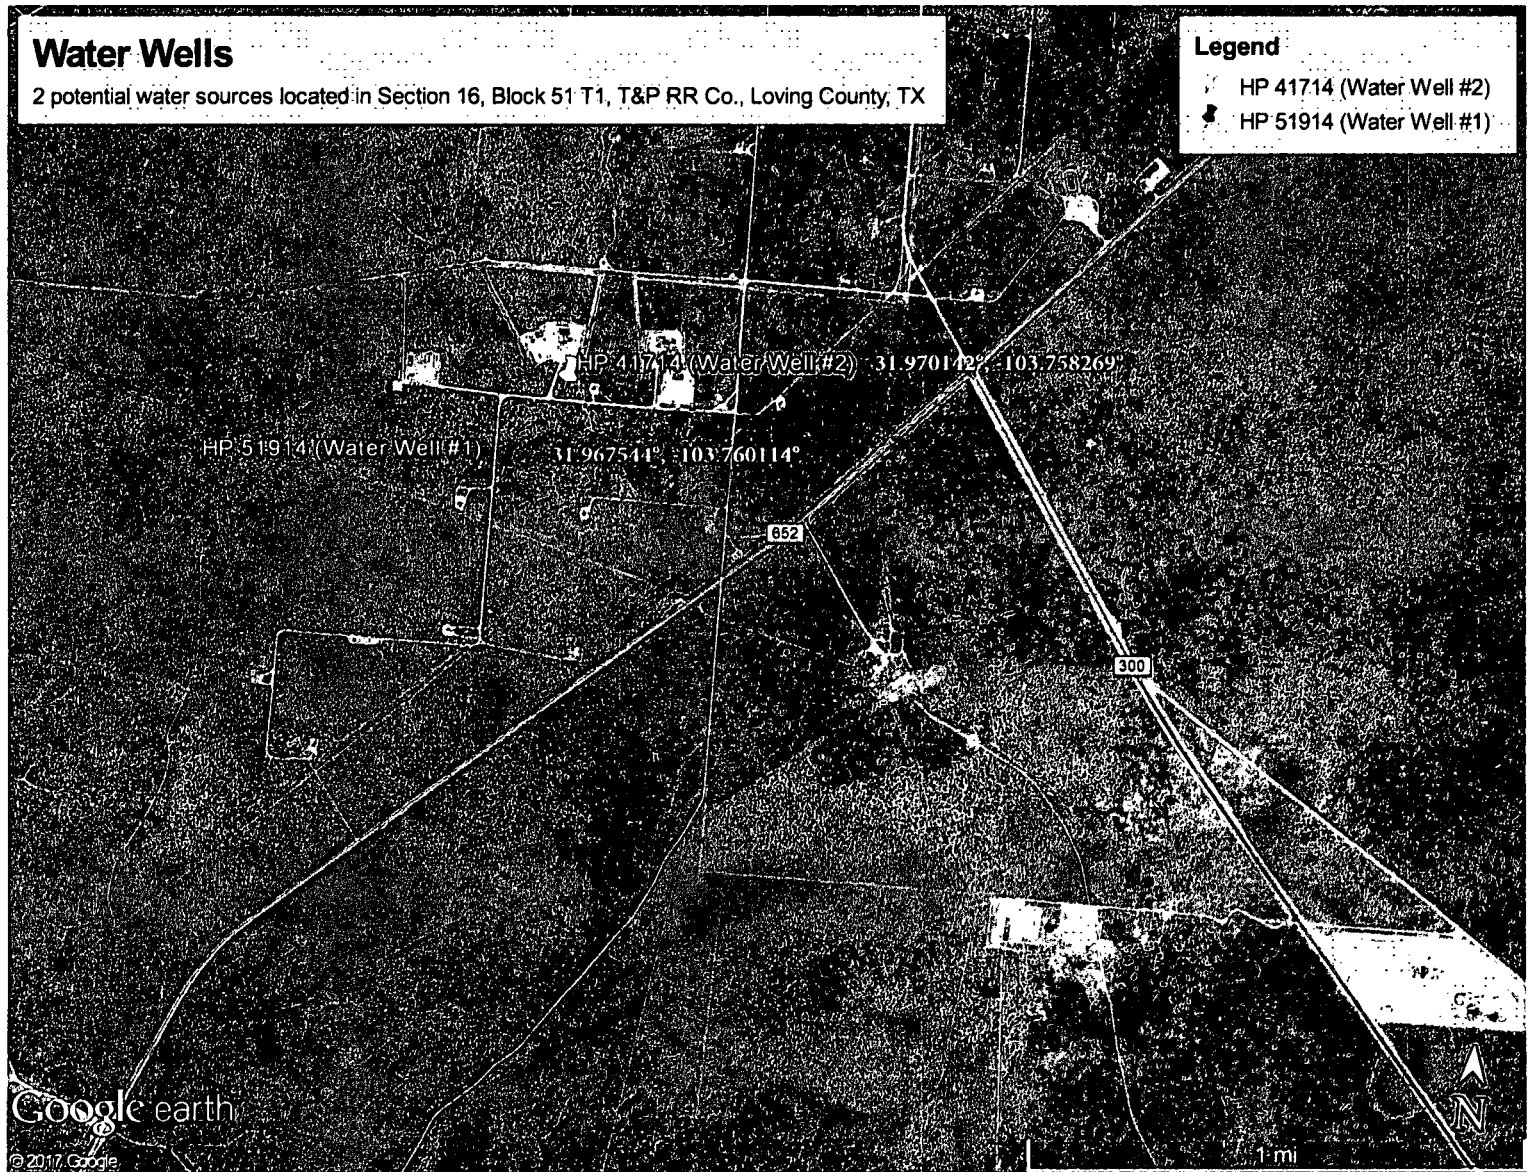 Water Wells
2 potential water sources located in Section 16, Block 51 T1, T&P RR Co., Loving County, TX
Legend
HP 41714 (Water Well #2)
HP 51914 (Water Well #1)
HP 41714 (Water Well #2) 31.970142°, -103.758269°
HP 51914 (Water Well #1) 31.967544°, -103.760114°
652
300
Google earth
© 2017 Google
N
1 mi